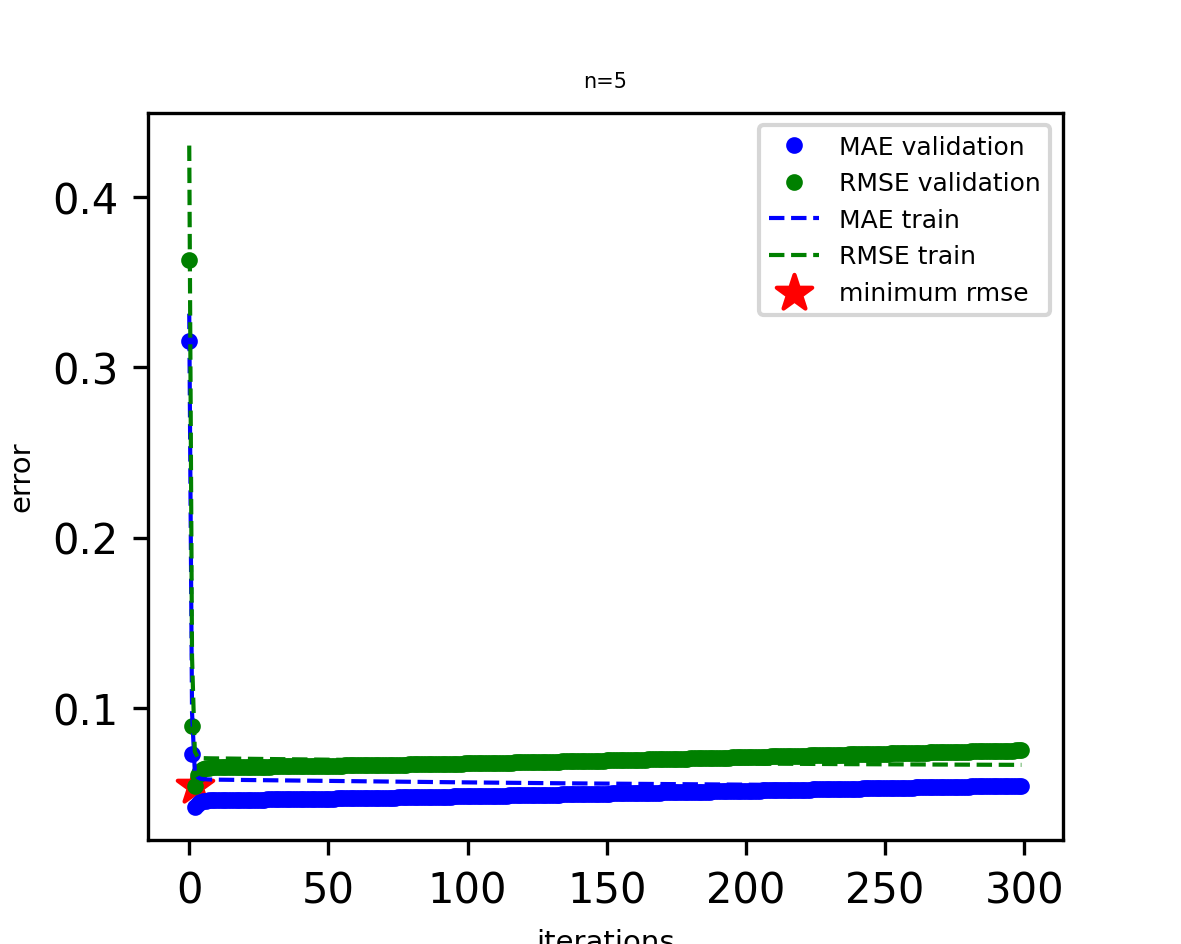 n=5
MAE validation
RMSE validation
MAE train
RMSE train
minimum rmse
0.4
0.3
0.2
0.1
error
0 50 100 150 200 250 300
iterations